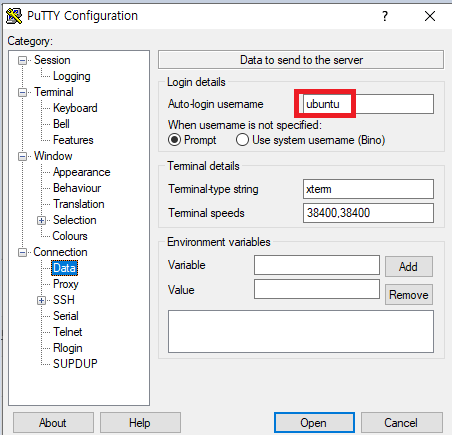 PuTTY Configuration
? ×
Category:
Session
Logging
Terminal
Keyboard
Bell
Features
Window
Appearance
Behaviour
Translation
Selection
Colours
Connection
Data
Proxy
SSH
Serial
Telnet
Rlogin
SUPDUP
Data to send to the server
Login details
Auto-login username ubuntu
When username is not specified:
Prompt Use system username (Bino)
Terminal details
Terminal-type string xterm
Terminal speeds 38400,38400
Environment variables
Variable Add
Value Remove
About Help Open Cancel